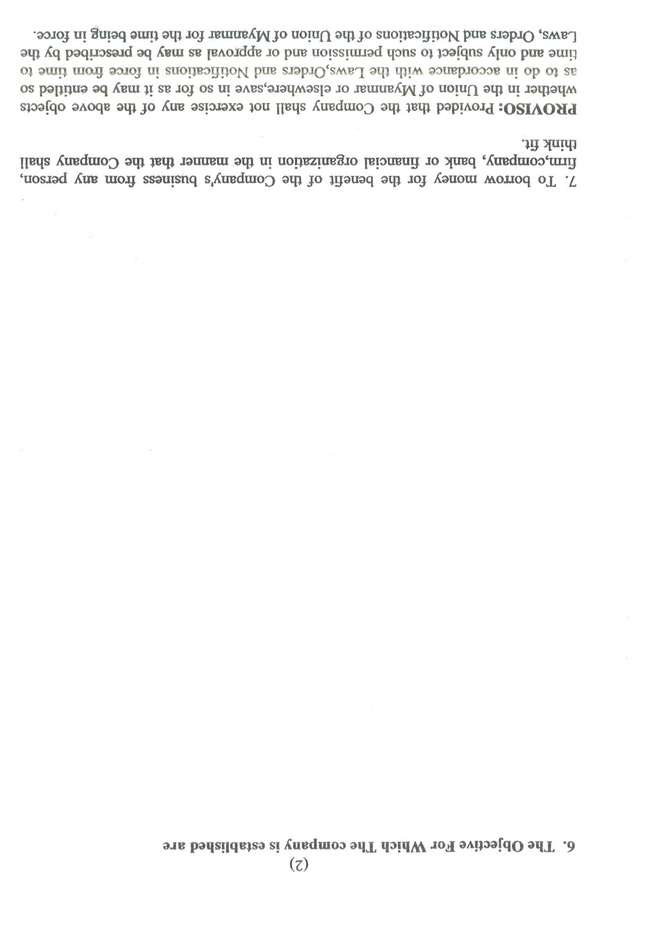 (2)
6. The Objective For Which The company is established are
7. To borrow money for the benefit of the Company's business from any person,
firm,company, bank or financial organization in the manner that the Company shall
think fit.
PROVISO: Provided that the Company shall not exercise any of the above objects
whether in the Union of Myanmar or elsewhere,save in so for as it may be entitled so
as to do in accordance with the Laws,Orders and Notifications in force from time to
time and only subject to such permission and or approval as may be prescribed by the
Laws, Orders and Notifications of the Union of Myanmar for the time being in force.